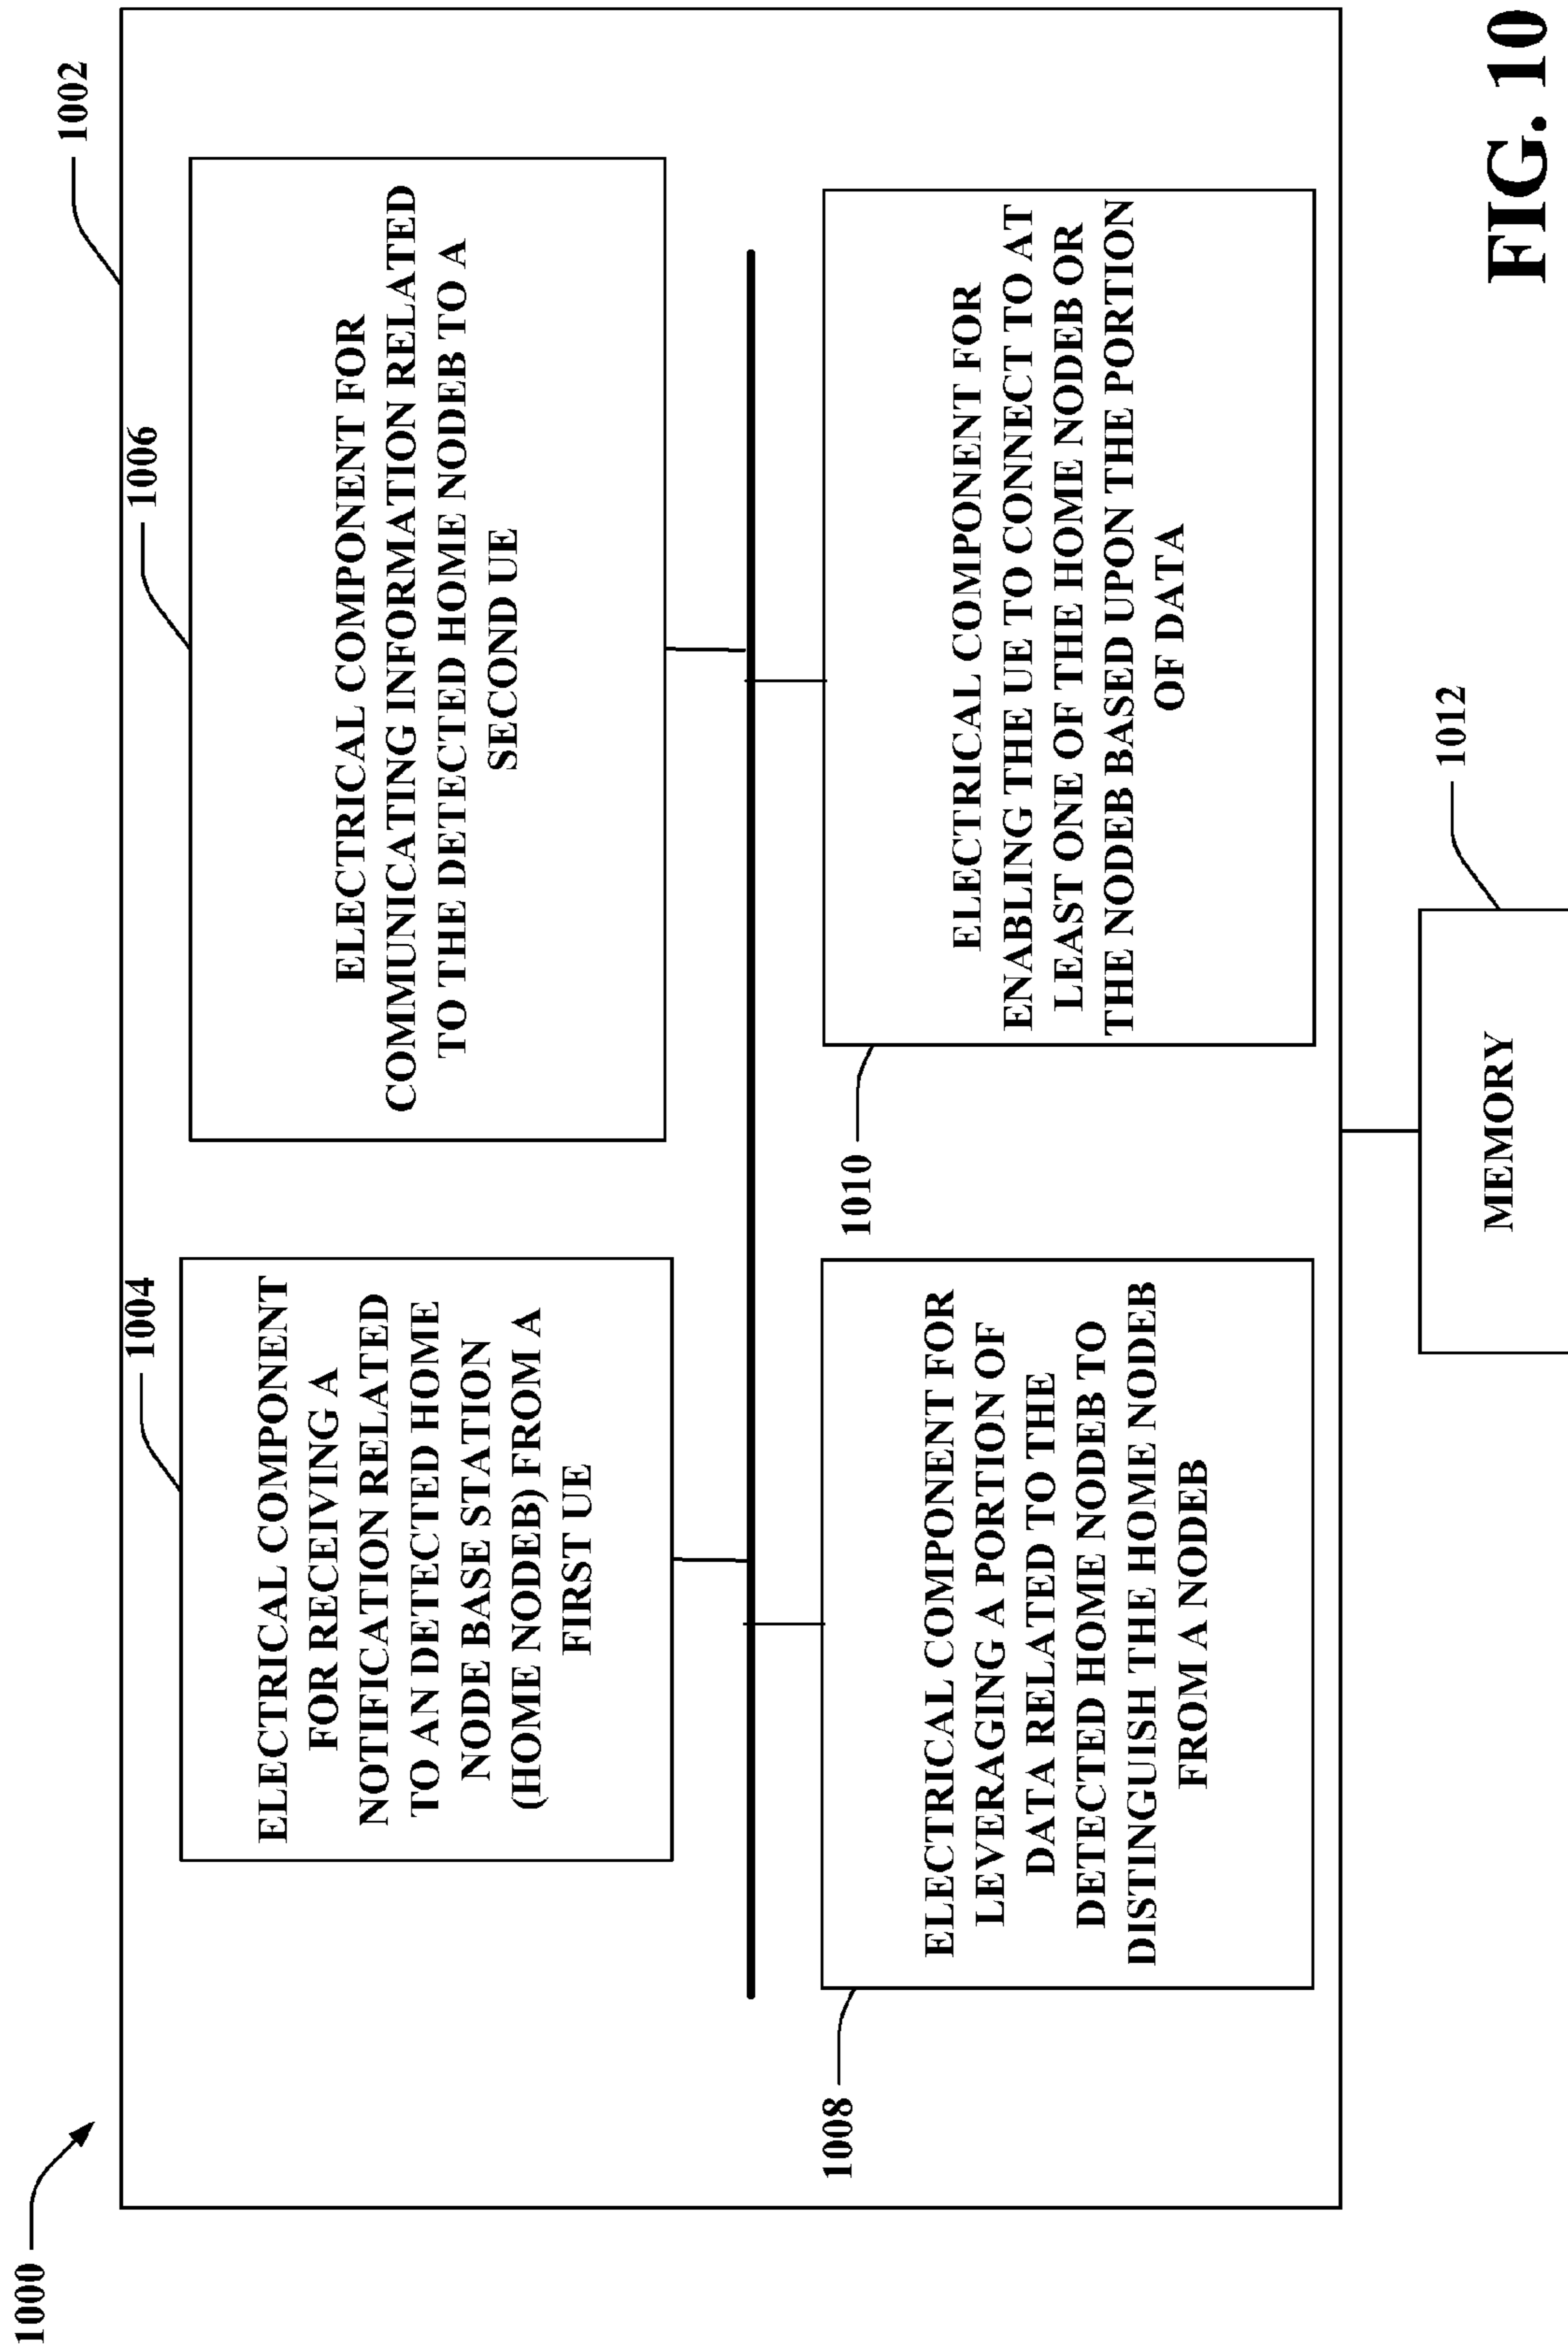 1000
1002
1004
ELECTRICAL COMPONENT
FOR RECEIVING A
NOTIFICATION RELATED
TO AN DETECTED HOME
NODE BASE STATION
(HOME NODEB) FROM A
FIRST UE
1006
ELECTRICAL COMPONENT FOR
COMMUNICATING INFORMATION RELATED
TO THE DETECTED HOME NODEB TO A
SECOND UE
1008
ELECTRICAL COMPONENT FOR
LEVERAGING A PORTION OF
DATA RELATED TO THE
DETECTED HOME NODEB TO
DISTINGUISH THE HOME NODEB
FROM A NODEB
1010
ELECTRICAL COMPONENT FOR
ENABLING THE UE TO CONNECT TO AT
LEAST ONE OF THE HOME NODEB OR
THE NODEB BASED UPON THE PORTION
OF DATA
1012
MEMORY
FIG. 10